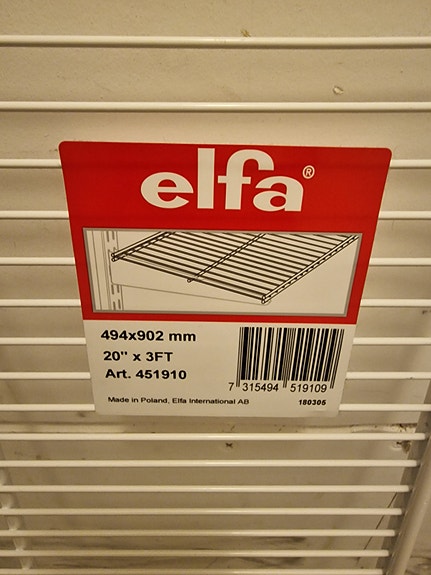 elfa®
494x902 mm
20" x 3FT
Art. 451910
7 315494 519109
Made in Poland, Elfa International AB
180305